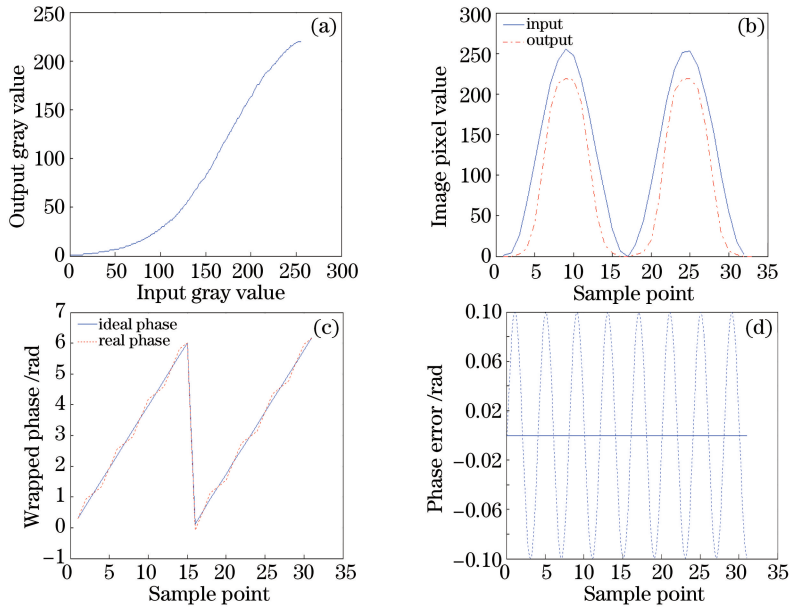 (a)
Output gray value
250
200
150
100
50
0
0 50 100 150 200 250 300
Input gray value
(b)
input
output
Image pixel value
300
250
200
150
100
50
0
0 5 10 15 20 25 30 35
Sample point
(c)
ideal phase
real phase
Wrapped phase /rad
7
6
5
4
3
2
1
0
−1
0 5 10 15 20 25 30 35
Sample point
(d)
Phase error /rad
0.10
0.06
0.02
−0.02
−0.06
−0.10
0 5 10 15 20 25 30 35
Sample point